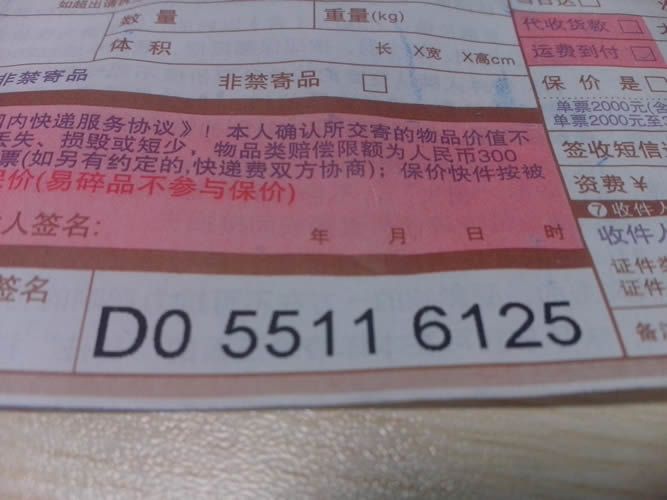 如超出请
数量
重量(kg)
体积 长 X宽 X高cm
非禁寄品 非禁寄品
代收货款
运费到付
保价 是
单票2000元
单票2000元至
签收短信
资费￥
内快递服务协议》！本人确认所交寄的物品价值不
丢失、损毁或短少，物品类赔偿限额为人民币300
票(如另有约定的,快递费双方协商)；保价快件按被
保价(易碎品不参与保价)
人签名: 年 月 日 时
签名
D0 5511 6125
❼收件人
收件人
证件类
证件
备